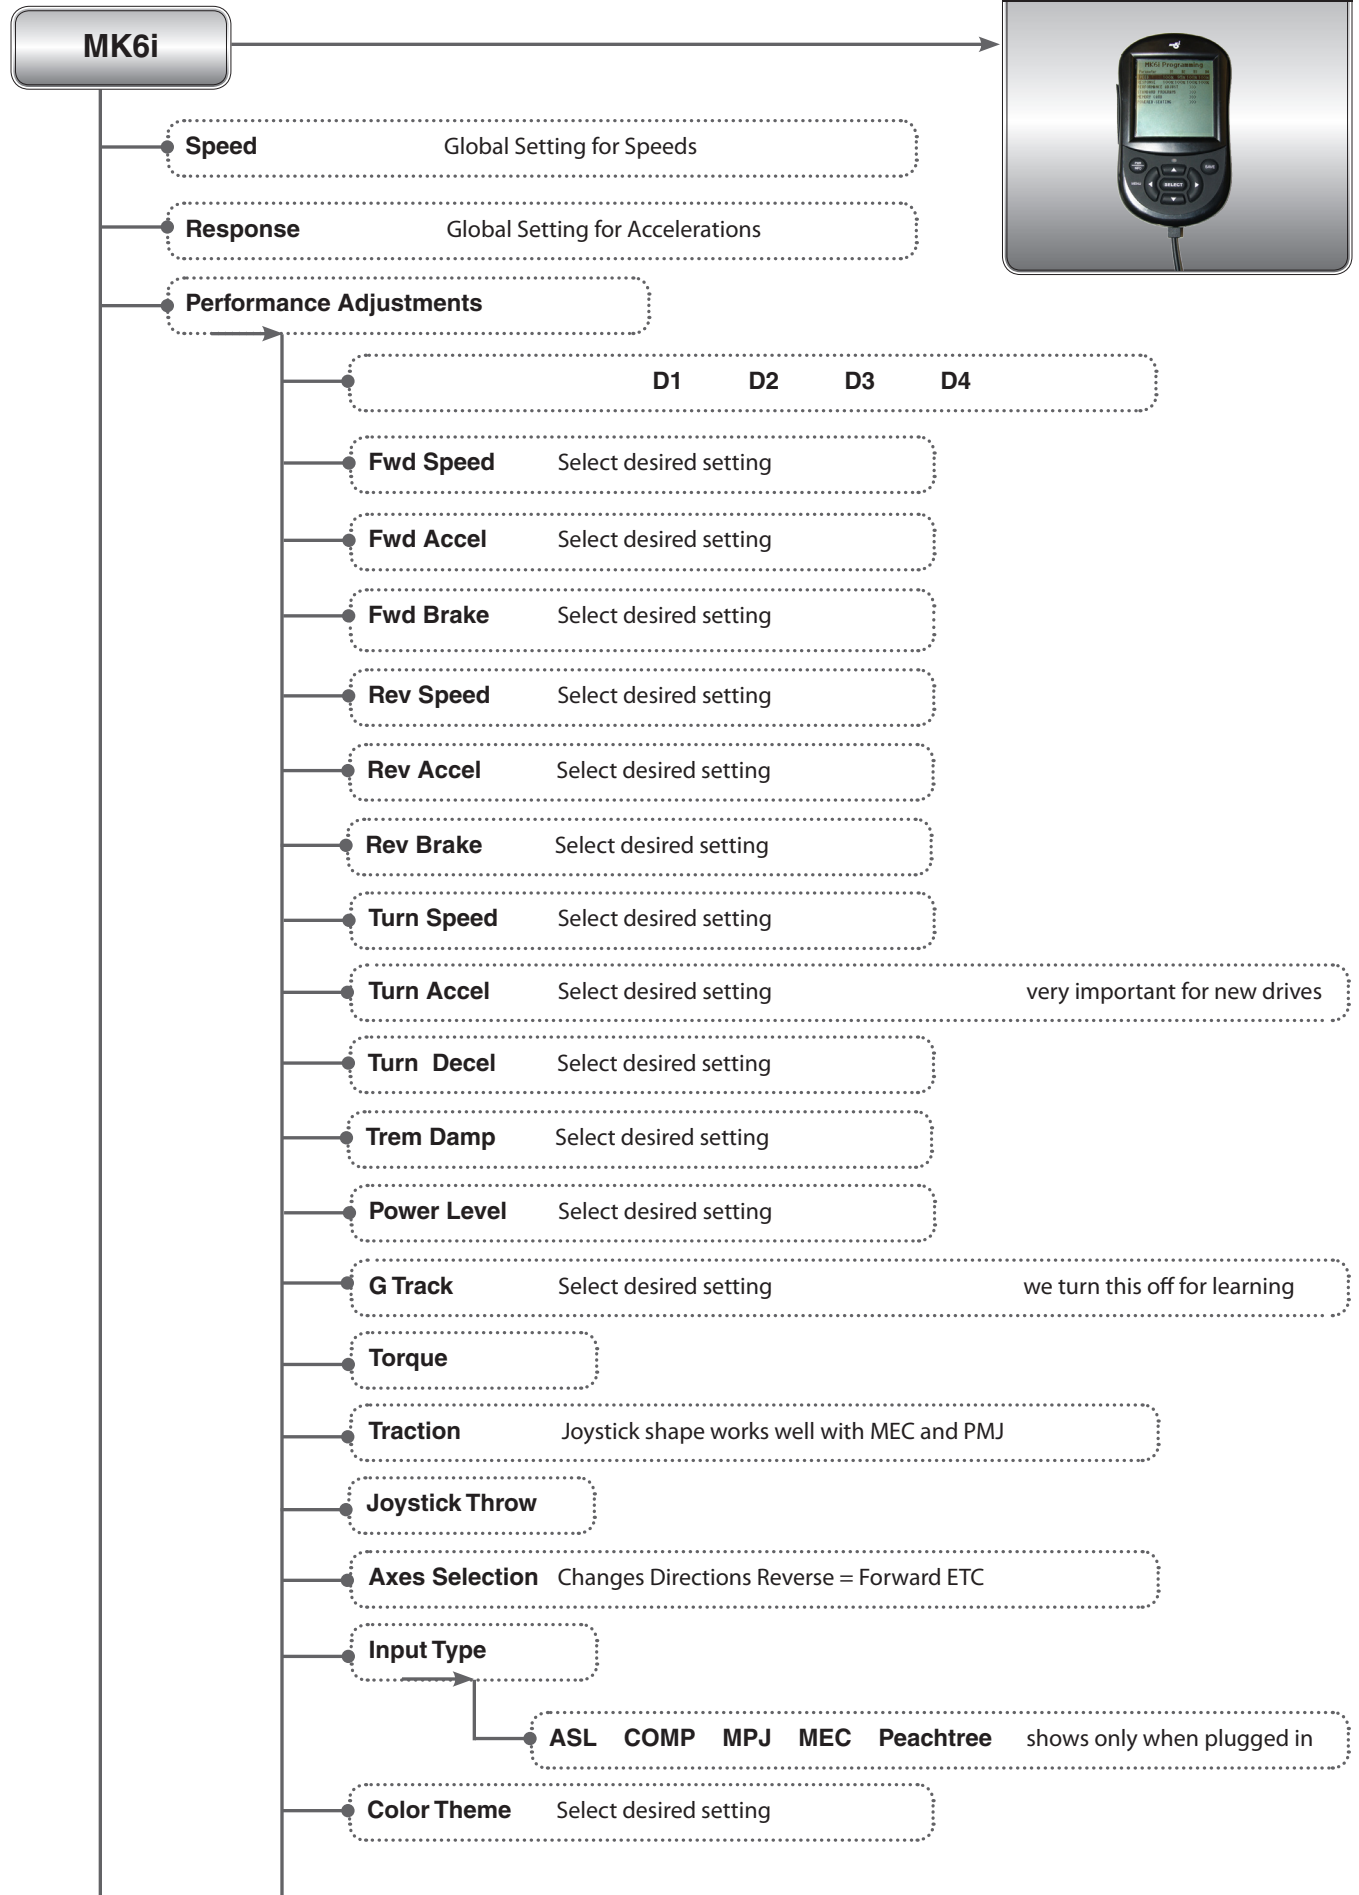 MK6i
MK6i Programming
SELECT
SAVE
MENU
Speed Global Setting for Speeds
Response Global Setting for Accelerations
Performance Adjustments
D1 D2 D3 D4
Fwd Speed Select desired setting
Fwd Accel Select desired setting
Fwd Brake Select desired setting
Rev Speed Select desired setting
Rev Accel Select desired setting
Rev Brake Select desired setting
Turn Speed Select desired setting
Turn Accel Select desired setting very important for new drives
Turn Decel Select desired setting
Trem Damp Select desired setting
Power Level Select desired setting
G Track Select desired setting we turn this off for learning
Torque
Traction Joystick shape works well with MEC and PMJ
Joystick Throw
Axes Selection Changes Directions Reverse = Forward ETC
Input Type
ASL COMP MPJ MEC Peachtree shows only when plugged in
Color Theme Select desired setting